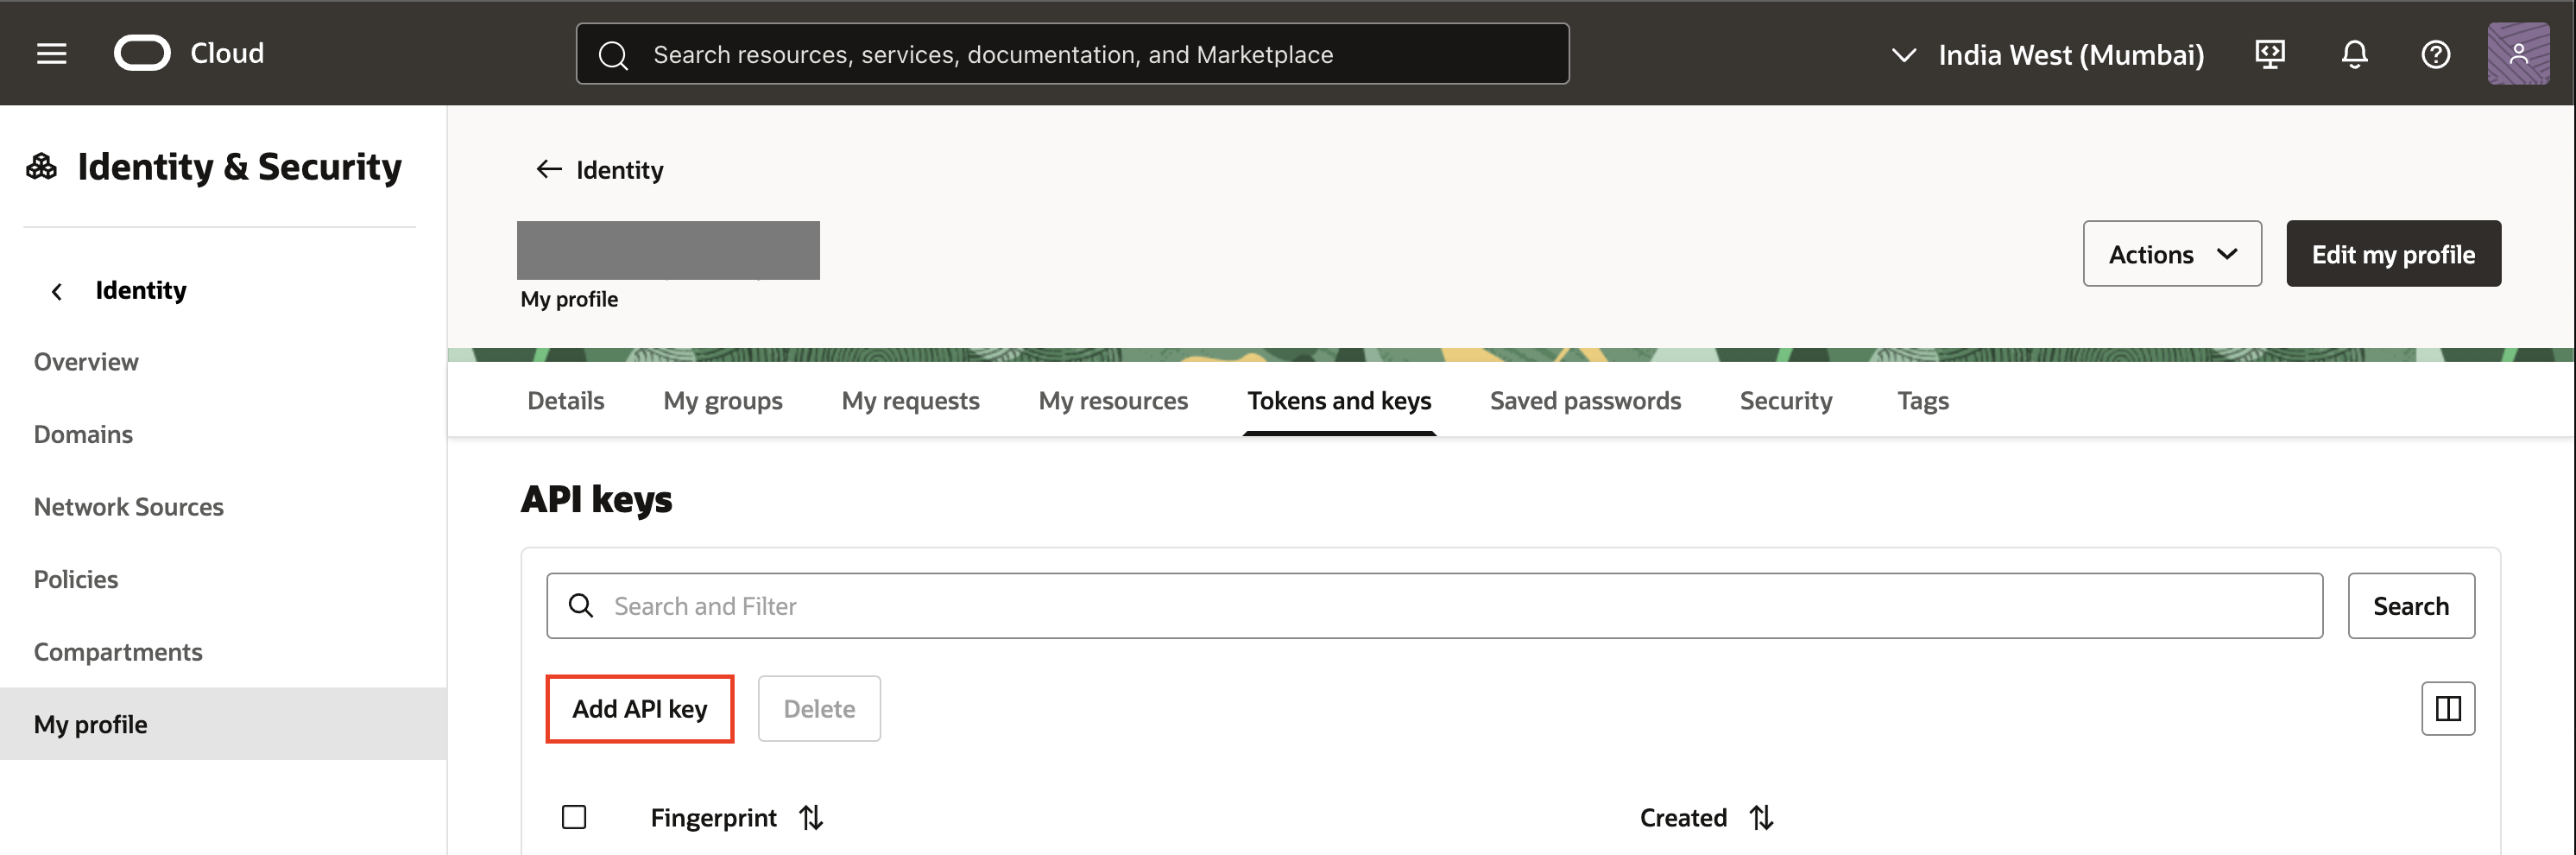 Cloud
Search resources, services, documentation, and Marketplace
India West (Mumbai)
Identity & Security
Identity
Overview
Domains
Network Sources
Policies
Compartments
My profile
Identity
My profile
Actions
Edit my profile
Details
My groups
My requests
My resources
Tokens and keys
Saved passwords
Security
Tags
API keys
Search and Filter
Search
Add API key
Delete
Fingerprint
Created